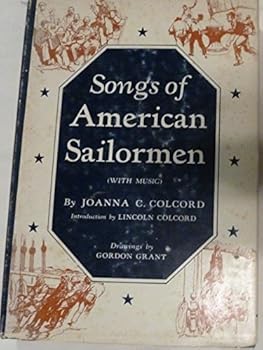 Songs of
American
Sailormen
(WITH MUSIC)
By JOANNA C. COLCORD
Introduction by LINCOLN COLCORD
Drawings by
GORDON GRANT